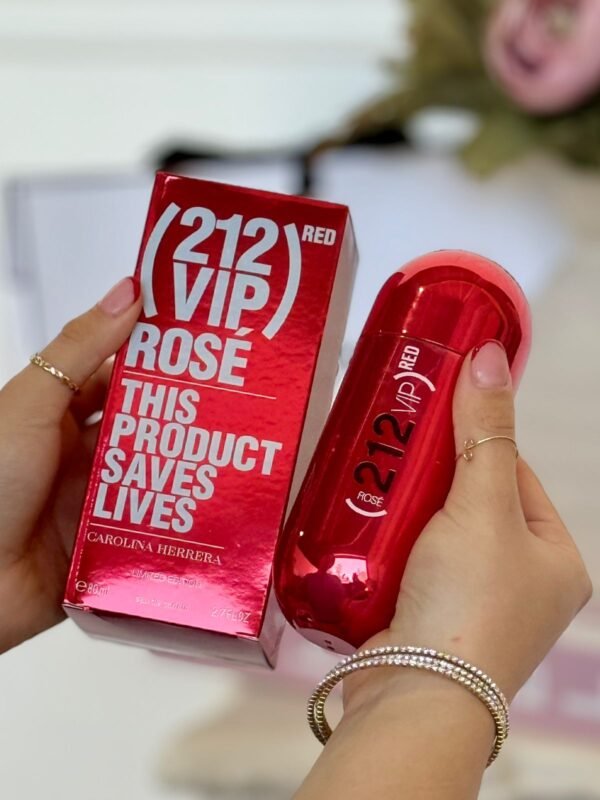 (212 VIP) RED
ROSÉ
THIS
PRODUCT
SAVES
LIVES
CAROLINA HERRERA
LIMITED EDITION
℮80ml
2.7FL.OZ
ROSÉ
(212 VIP) RED